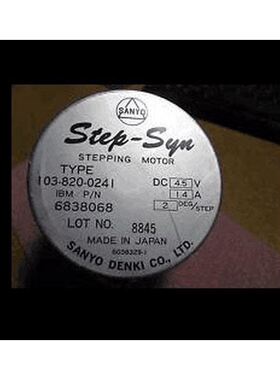 SANYO
Step-Syn
STEPPING MOTOR
TYPE
103-820-0241
DC 4.5 V
1.4 A
2 DEG/STEP
IBM P/N
6838068
LOT NO. 8845
MADE IN JAPAN
SANYO DENKI CO., LTD.